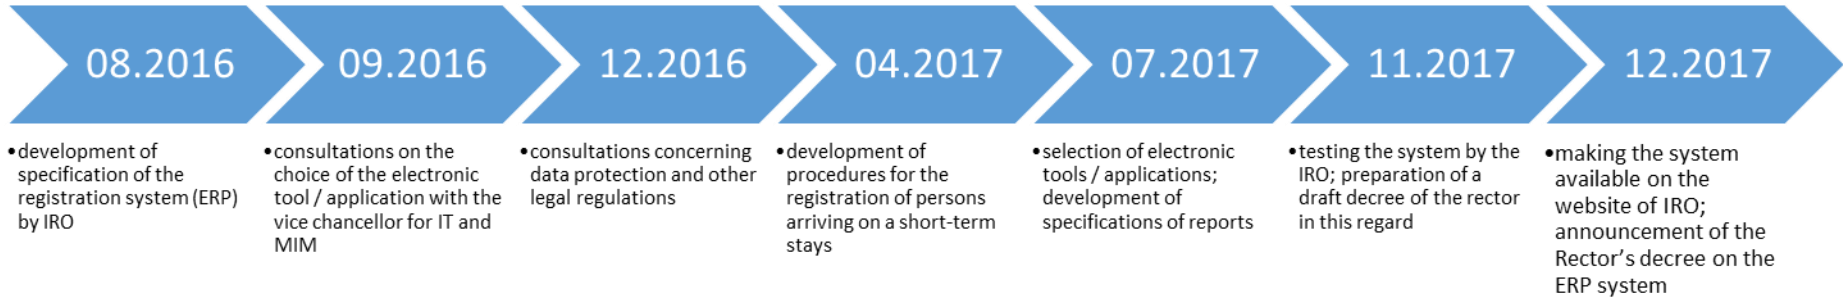 08.2016
•development of
specification of the
registration system (ERP)
by IRO
09.2016
•consultations on the
choice of the electronic
tool / application with the
vice chancellor for IT and
MIM
12.2016
•consultations concerning
data protection and other
legal regulations
04.2017
•development of
procedures for the
registration of persons
arriving on a short-term
stays
07.2017
•selection of electronic
tools / applications;
development of
specifications of reports
11.2017
•testing the system by the
IRO; preparation of a
draft decree of the rector
in this regard
12.2017
•making the system
available on the
website of IRO;
announcement of the
Rector’s decree on the
ERP system